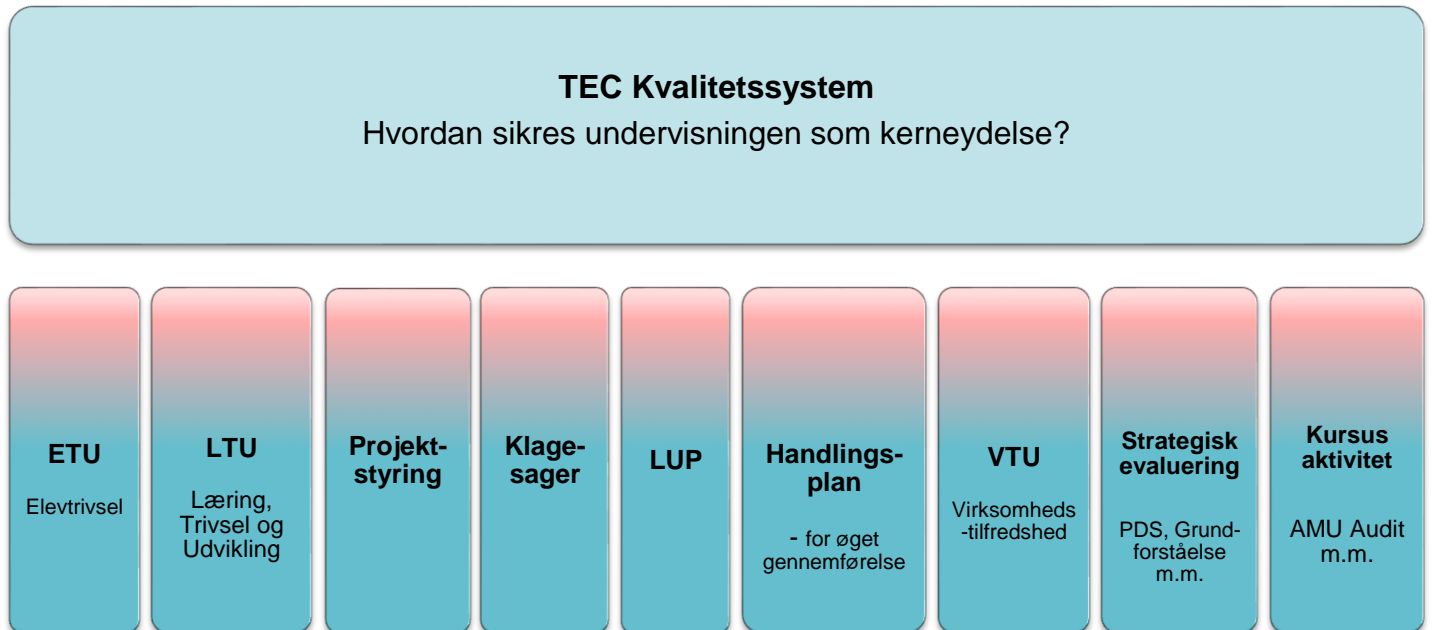 TEC Kvalitetssystem
Hvordan sikres undervisningen som kerneydelse?
ETU
Elevtrivsel
LTU
Læring,
Trivsel og
Udvikling
Projekt-
styring
Klage-
sager
LUP
Handlings-
plan
- for øget
gennemførelse
VTU
Virksomheds
-tilfredshed
Strategisk
evaluering
PDS, Grund-
forståelse
m.m.
Kursus
aktivitet
AMU Audit
m.m.